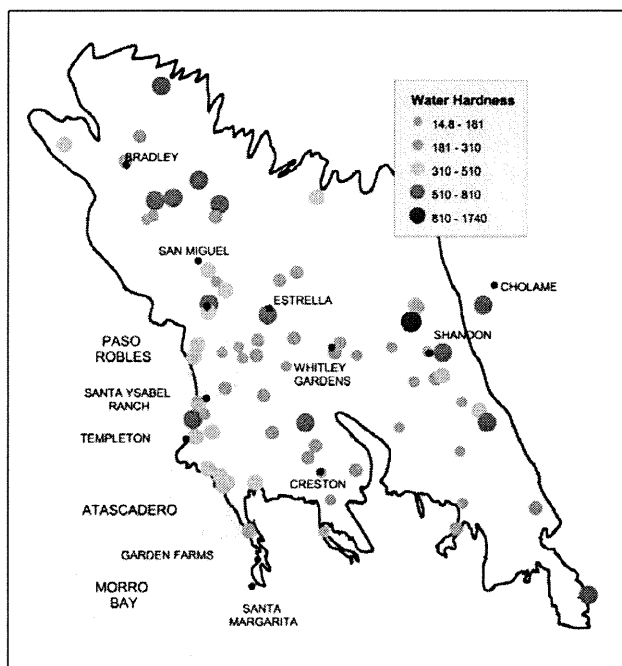 Water Hardness
14.8 - 181
181 - 310
310 - 510
510 - 810
810 - 1740
BRADLEY
SAN MIGUEL
CHOLAME
ESTRELLA
PASO
ROBLES
SHANDON
WHITLEY
GARDENS
SANTA YSABEL
RANCH
TEMPLETON
CRESTON
ATASCADERO
GARDEN FARMS
MORRO
BAY
SANTA
MARGARITA